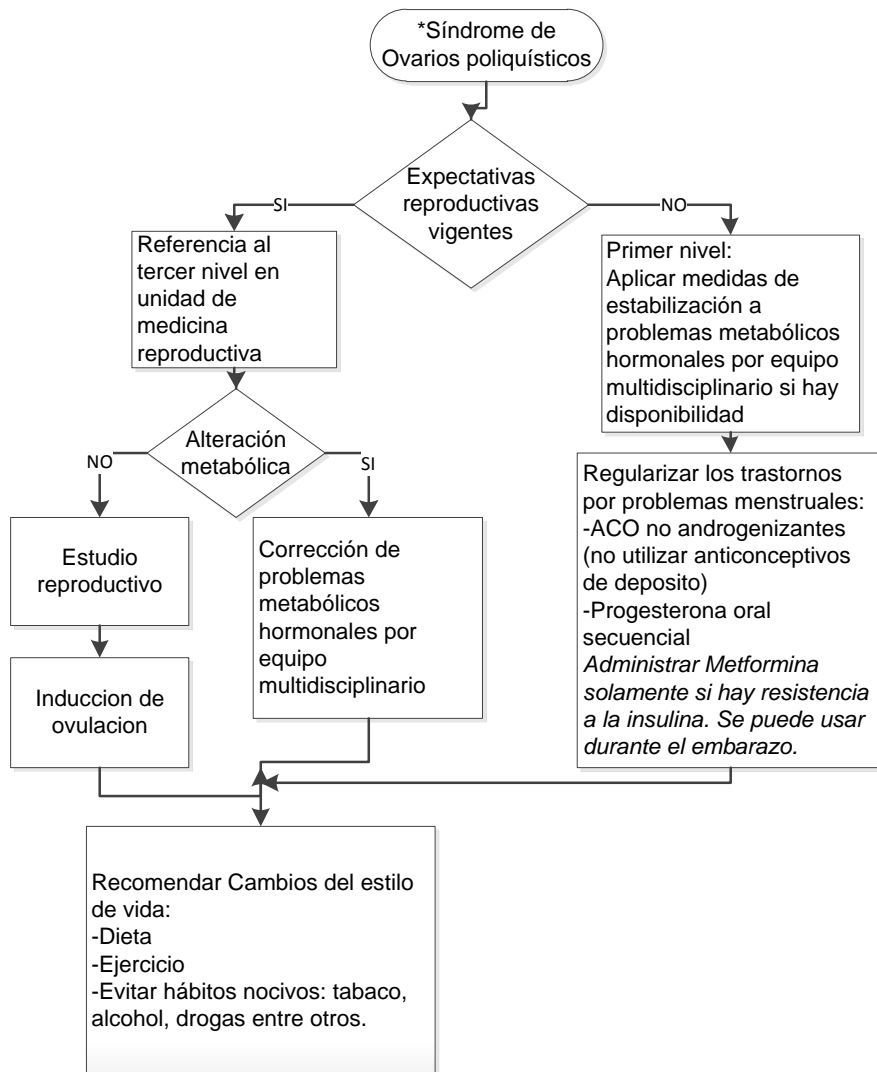 *Síndrome de
Ovarios poliquísticos
Expectativas
reproductivas
vigentes
SI
NO
Referencia al
tercer nivel en
unidad de
medicina
reproductiva
Primer nivel:
Aplicar medidas de
estabilización a
problemas metabólicos
hormonales por equipo
multidisciplinario si hay
disponibilidad
Alteración
metabólica
NO
SI
Estudio
reproductivo
Induccion de
ovulacion
Corrección de
problemas
metabólicos
hormonales por
equipo
multidisciplinario
Regularizar los trastornos
por problemas menstruales:
-ACO no androgenizantes
(no utilizar anticonceptivos
de deposito)
-Progesterona oral
secuencial
Administrar Metformina
solamente si hay resistencia
a la insulina. Se puede usar
durante el embarazo.
Recomendar Cambios del estilo
de vida:
-Dieta
-Ejercicio
-Evitar hábitos nocivos: tabaco,
alcohol, drogas entre otros.